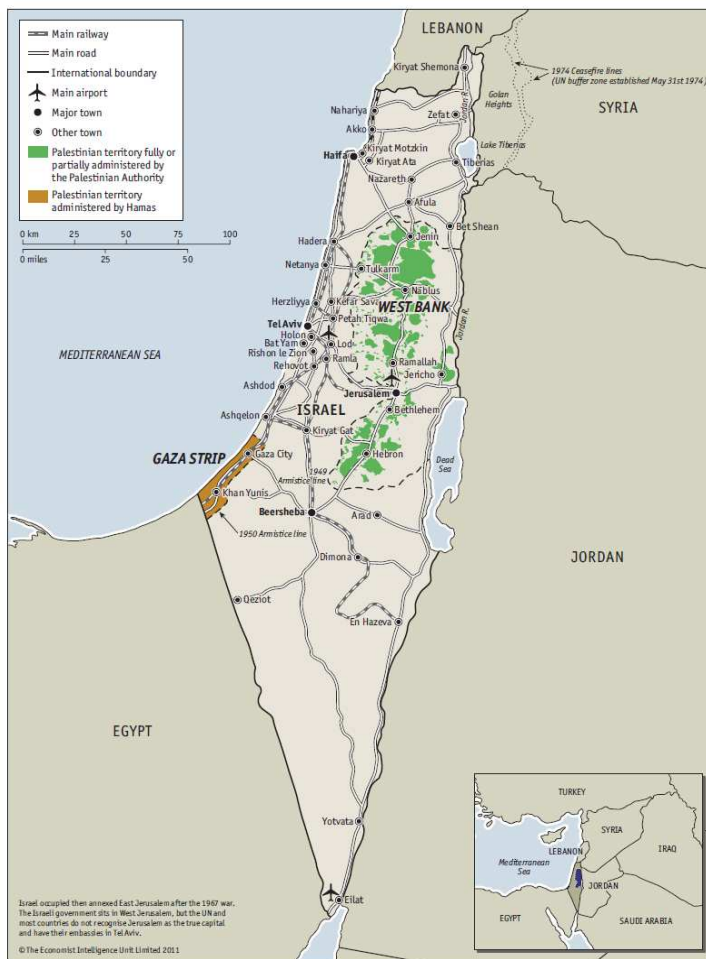 Main railway
Main road
International boundary
Main airport
Major town
Other town
Palestinian territory fully or
partially administered by
the Palestinian Authority
Palestinian territory
administered by Hamas
0 km 25 50 75 100
0 miles 25 50
LEBANON
Kiryat Shemona
1974 Ceasefire lines
(UN buffer zone established May 31st 1974)
Golan
Heights
SYRIA
Jordan R.
Nahariya
Zefat
Akko
Lake Tiberias
Kiryat Motzkin
Haifa
Kiryat Ata
Tiberias
Nazareth
Afula
Bet Shean
Jenin
Hadera
Netanya
Tulkarm
Nablus
Herzliyya
Kefar Sava
WEST BANK
Jordan R.
Petah Tiqwa
Tel Aviv
Holon
Bat Yam
Lod
MEDITERRANEAN SEA
Rishon le Zion
Ramla
Rehovot
Ramallah
Jericho
Ashdod
Jerusalem
ISRAEL
Bethlehem
Ashqelon
Kiryat Gat
GAZA STRIP
Gaza City
Hebron
Dead
Sea
1949
Armistice line
Khan Yunis
Beersheba
Arad
1950 Armistice line
Dimona
JORDAN
Qeziot
En Hazeva
EGYPT
Yotvata
Eilat
TURKEY
SYRIA
LEBANON
IRAQ
Mediterranean
Sea
JORDAN
EGYPT
SAUDI ARABIA
Israel occupied then annexed East Jerusalem after the 1967 war.
The Israeli government sits in West Jerusalem, but the UN and
most countries do not recognise Jerusalem as the true capital
and have their embassies in Tel Aviv.
© The Economist Intelligence Unit Limited 2011